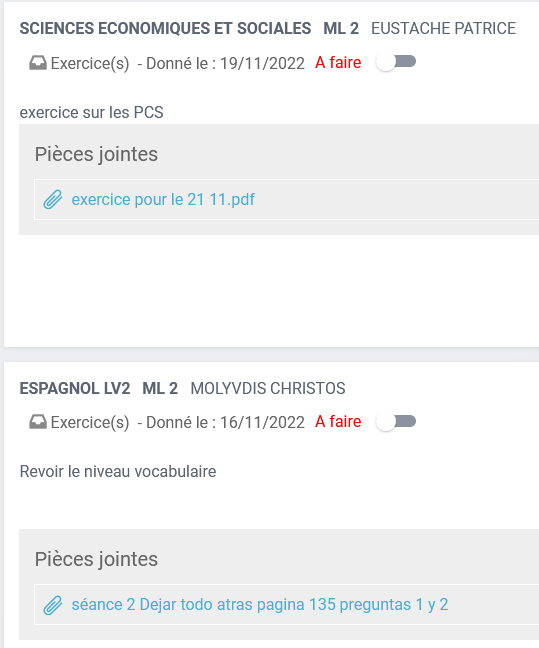 SCIENCES ECONOMIQUES ET SOCIALES ML 2 EUSTACHE PATRICE
Exercice(s) - Donné le : 19/11/2022 A faire
exercice sur les PCS
Pièces jointes
exercice pour le 21 11.pdf
ESPAGNOL LV2 ML 2 MOLYVDIS CHRISTOS
Exercice(s) - Donné le : 16/11/2022 A faire
Revoir le niveau vocabulaire
Pièces jointes
séance 2 Dejar todo atras pagina 135 preguntas 1 y 2